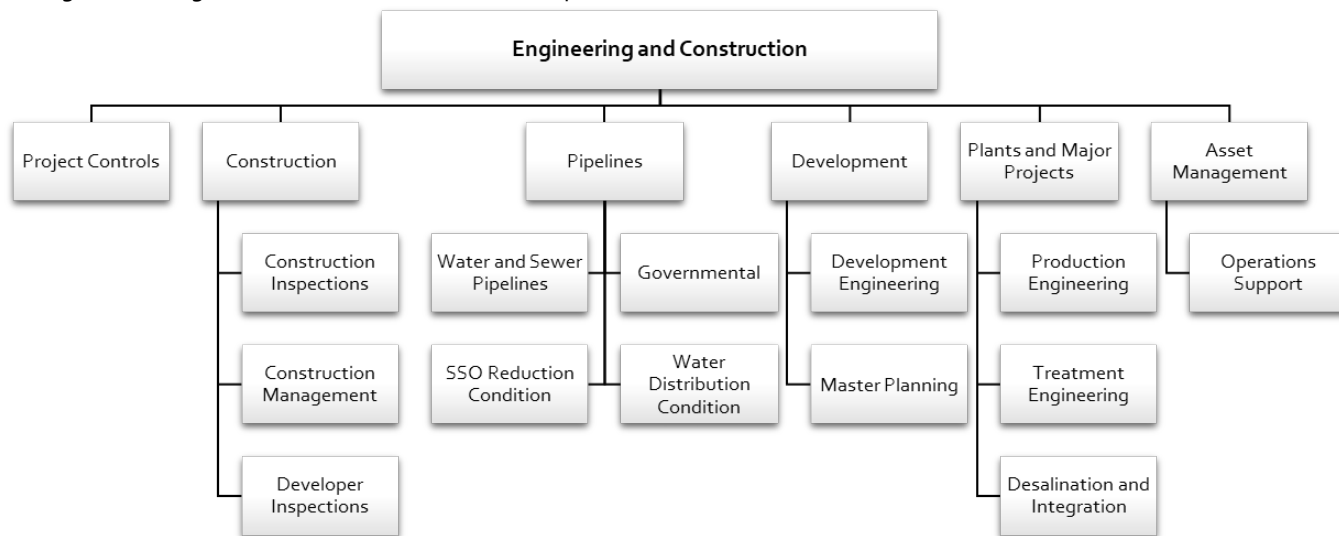 Engineering and Construction
Project Controls
Construction
Pipelines
Development
Plants and Major
Projects
Asset
Management
Construction
Inspections
Water and Sewer
Pipelines
Governmental
Development
Engineering
Production
Engineering
Operations
Support
Construction
Management
SSO Reduction
Condition
Water
Distribution
Condition
Master Planning
Treatment
Engineering
Developer
Inspections
Desalination and
Integration